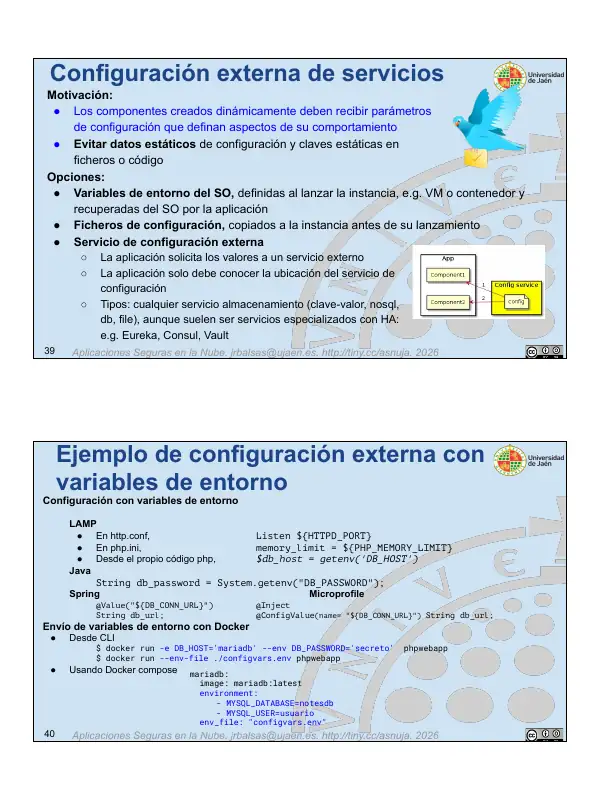 Configuración externa de servicios
Universidad
de Jaén
Motivación:
● Los componentes creados dinámicamente deben recibir parámetros
de configuración que definan aspectos de su comportamiento
● Evitar datos estáticos de configuración y claves estáticas en
ficheros o código
Opciones:
● Variables de entorno del SO, definidas al lanzar la instancia, e.g. VM o contenedor y
recuperadas del SO por la aplicación
● Ficheros de configuración, copiados a la instancia antes de su lanzamiento
● Servicio de configuración externa
○ La aplicación solicita los valores a un servicio externo
○ La aplicación solo debe conocer la ubicación del servicio de
configuración
○ Tipos: cualquier servicio almacenamiento (clave-valor, nosql,
db, file), aunque suelen ser servicios especializados con HA:
e.g. Eureka, Consul, Vault
App
Component1
Component2
1
2
Config service
config
39 Aplicaciones Seguras en la Nube. jrbalsas@ujaen.es. http://tiny.cc/asnuja. 2026
Ejemplo de configuración externa con
variables de entorno
Universidad
de Jaén
Configuración con variables de entorno
LAMP
● En http.conf, Listen ${HTTPD_PORT}
● En php.ini, memory_limit = ${PHP_MEMORY_LIMIT}
● Desde el propio código php, $db_host = getenv('DB_HOST')
Java
String db_password = System.getenv("DB_PASSWORD");
Spring Microprofile
@Value("${DB_CONN_URL}") @Inject
String db_url; @ConfigValue(name= "${DB_CONN_URL}") String db_url;
Envío de variables de entorno con Docker
● Desde CLI
$ docker run -e DB_HOST='mariadb' --env DB_PASSWORD='secreto' phpwebapp
$ docker run --env-file ./configvars.env phpwebapp
● Usando Docker compose
mariadb:
image: mariadb:latest
environment:
- MYSQL_DATABASE=notesdb
- MYSQL_USER=usuario
env_file: "configvars.env"
40 Aplicaciones Seguras en la Nube. jrbalsas@ujaen.es. http://tiny.cc/asnuja. 2026